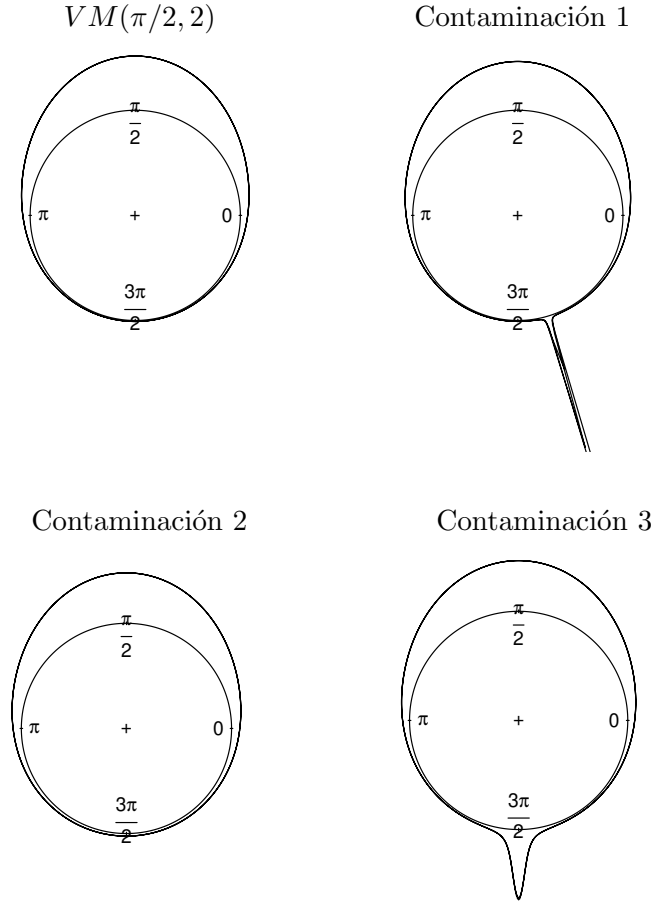 VM(π/2, 2)
Contaminación 1
π/2
π
+
0
3π/2
π/2
π
+
0
3π/2
Contaminación 2
Contaminación 3
π/2
π
+
0
3π/2
π/2
π
+
0
3π/2